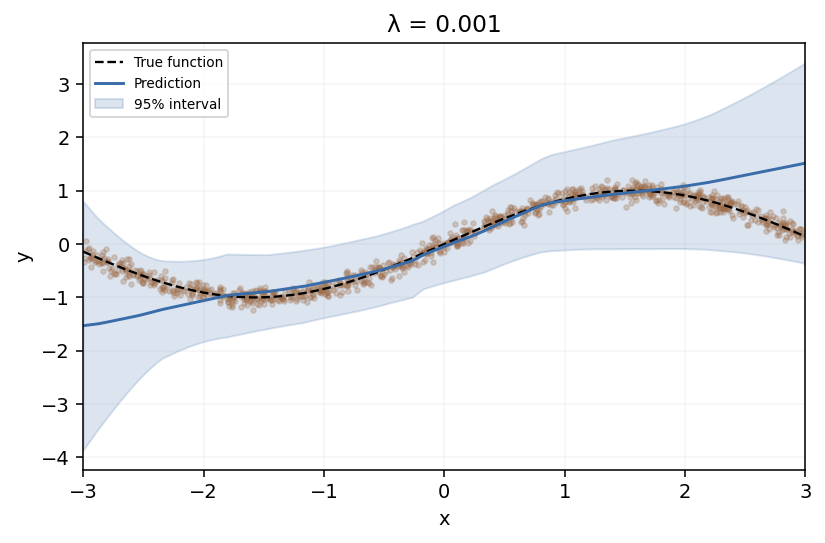 λ = 0.001
True function
Prediction
95% interval
3
2
1
0
−1
−2
−3
−4
y
−3
−2
−1
0
1
2
3
x